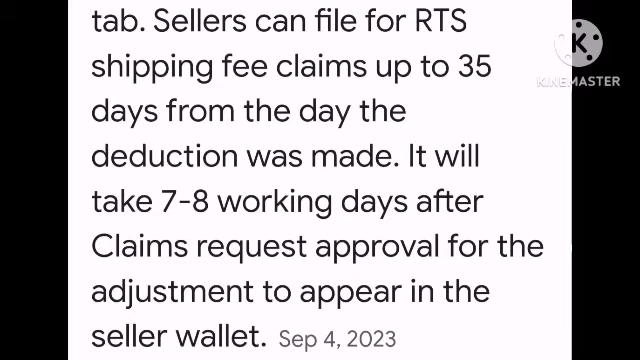 tab. Sellers can file for RTS
shipping fee claims up to 35
days from the day the
deduction was made. It will
take 7-8 working days after
Claims request approval for the
adjustment to appear in the
seller wallet. Sep 4, 2023
K
KINEMASTER